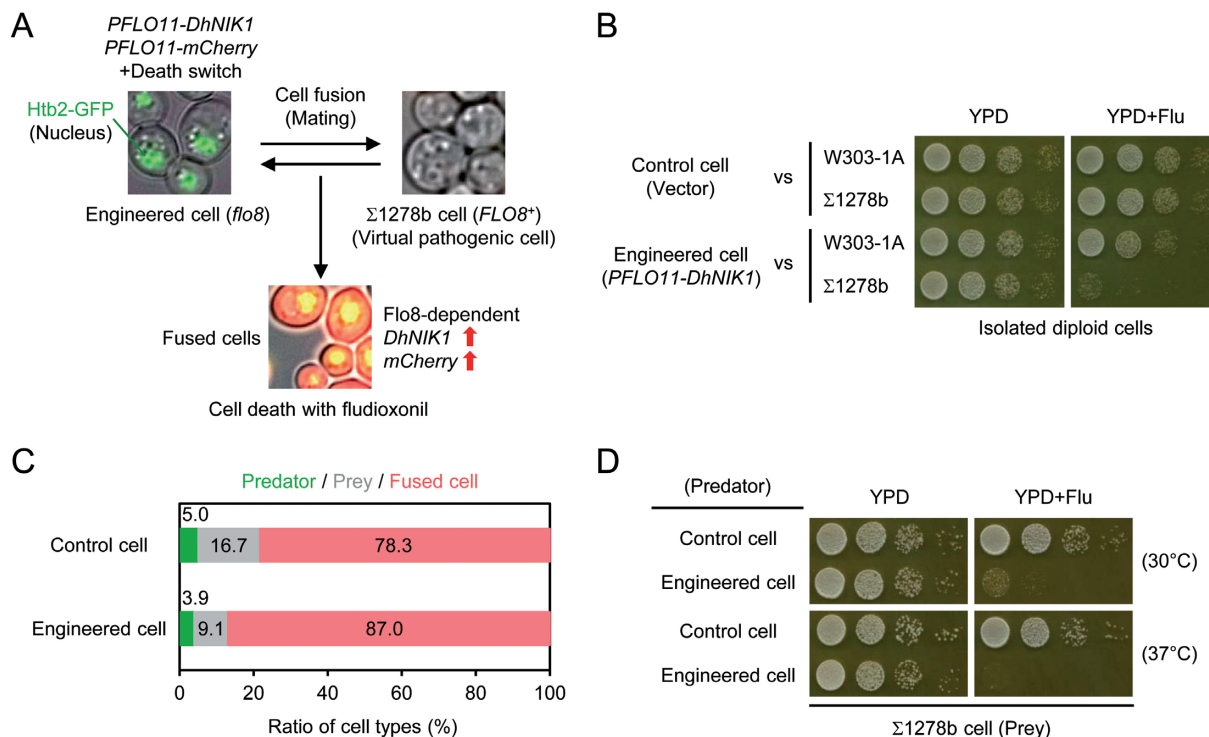 A
PFLO11-DhNIK1
PFLO11-mCherry
+Death switch
Htb2-GFP
(Nucleus)
Cell fusion
(Mating)
Engineered cell (flo8)
Σ1278b cell (FLO8+)
(Virtual pathogenic cell)
Fused cells
Flo8-dependent
DhNIK1
mCherry
Cell death with fludioxonil
B
YPD
YPD+Flu
Control cell
(Vector)
vs
W303-1A
Σ1278b
Engineered cell
(PFLO11-DhNIK1)
vs
W303-1A
Σ1278b
Isolated diploid cells
C
Predator / Prey / Fused cell
Control cell
5.0
16.7
78.3
Engineered cell
3.9
9.1
87.0
0 20 40 60 80 100
Ratio of cell types (%)
D
(Predator)
YPD
YPD+Flu
Control cell
Engineered cell
(30°C)
Control cell
Engineered cell
(37°C)
Σ1278b cell (Prey)